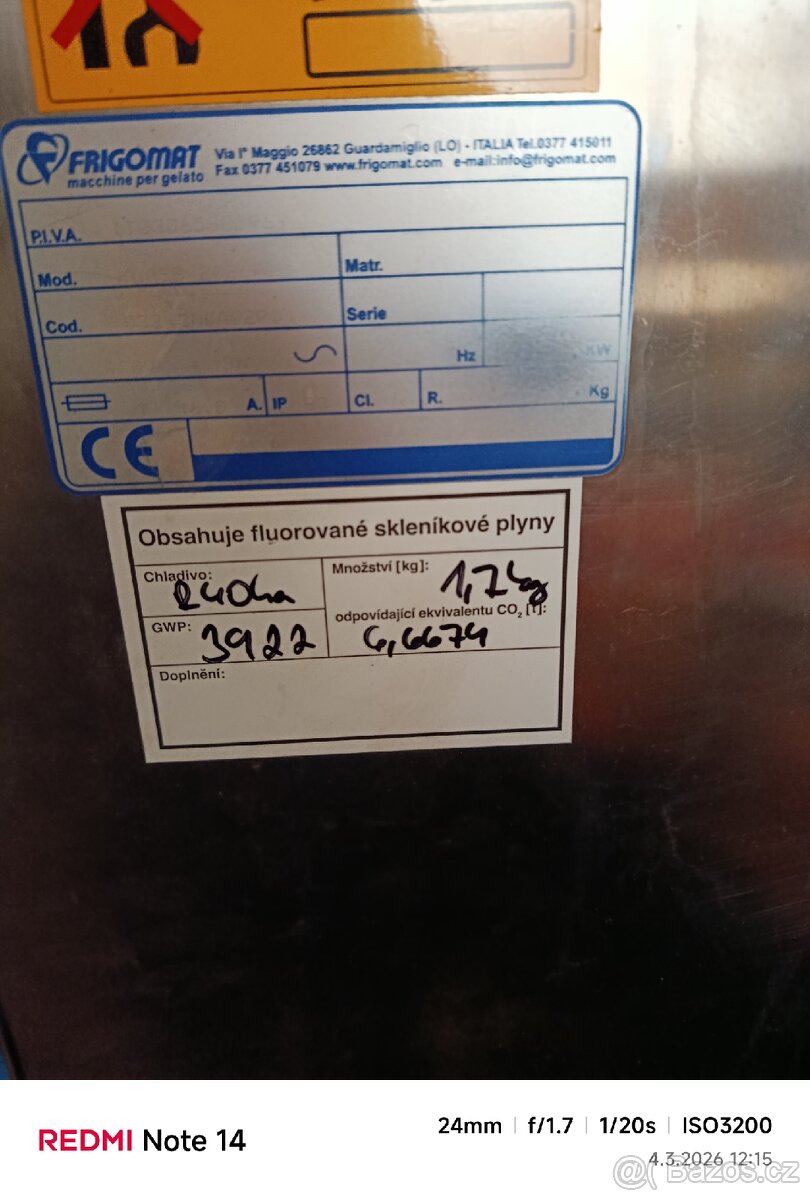 FRIGOMAT
macchine per gelato
Via I° Maggio 26862 Guardamiglio (LO) - ITALIA Tel.0377 415011
Fax 0377 451079 www.frigomat.com e-mail:info@frigomat.com
P.I.V.A.
Mod.
Matr.
Cod.
Serie
Hz
KW
A.
IP
Cl.
R.
Kg
CE
Obsahuje fluorované skleníkové plyny
Chladivo: R404a
Množství [kg]: 1,7 kg
GWP: 3922
odpovídající ekvivalentu CO₂ [t]: 6,6674
Doplnění:
REDMI Note 14
24mm | f/1.7 | 1/20s | ISO3200
4.3.2026 12:15
@( Bazos.cz